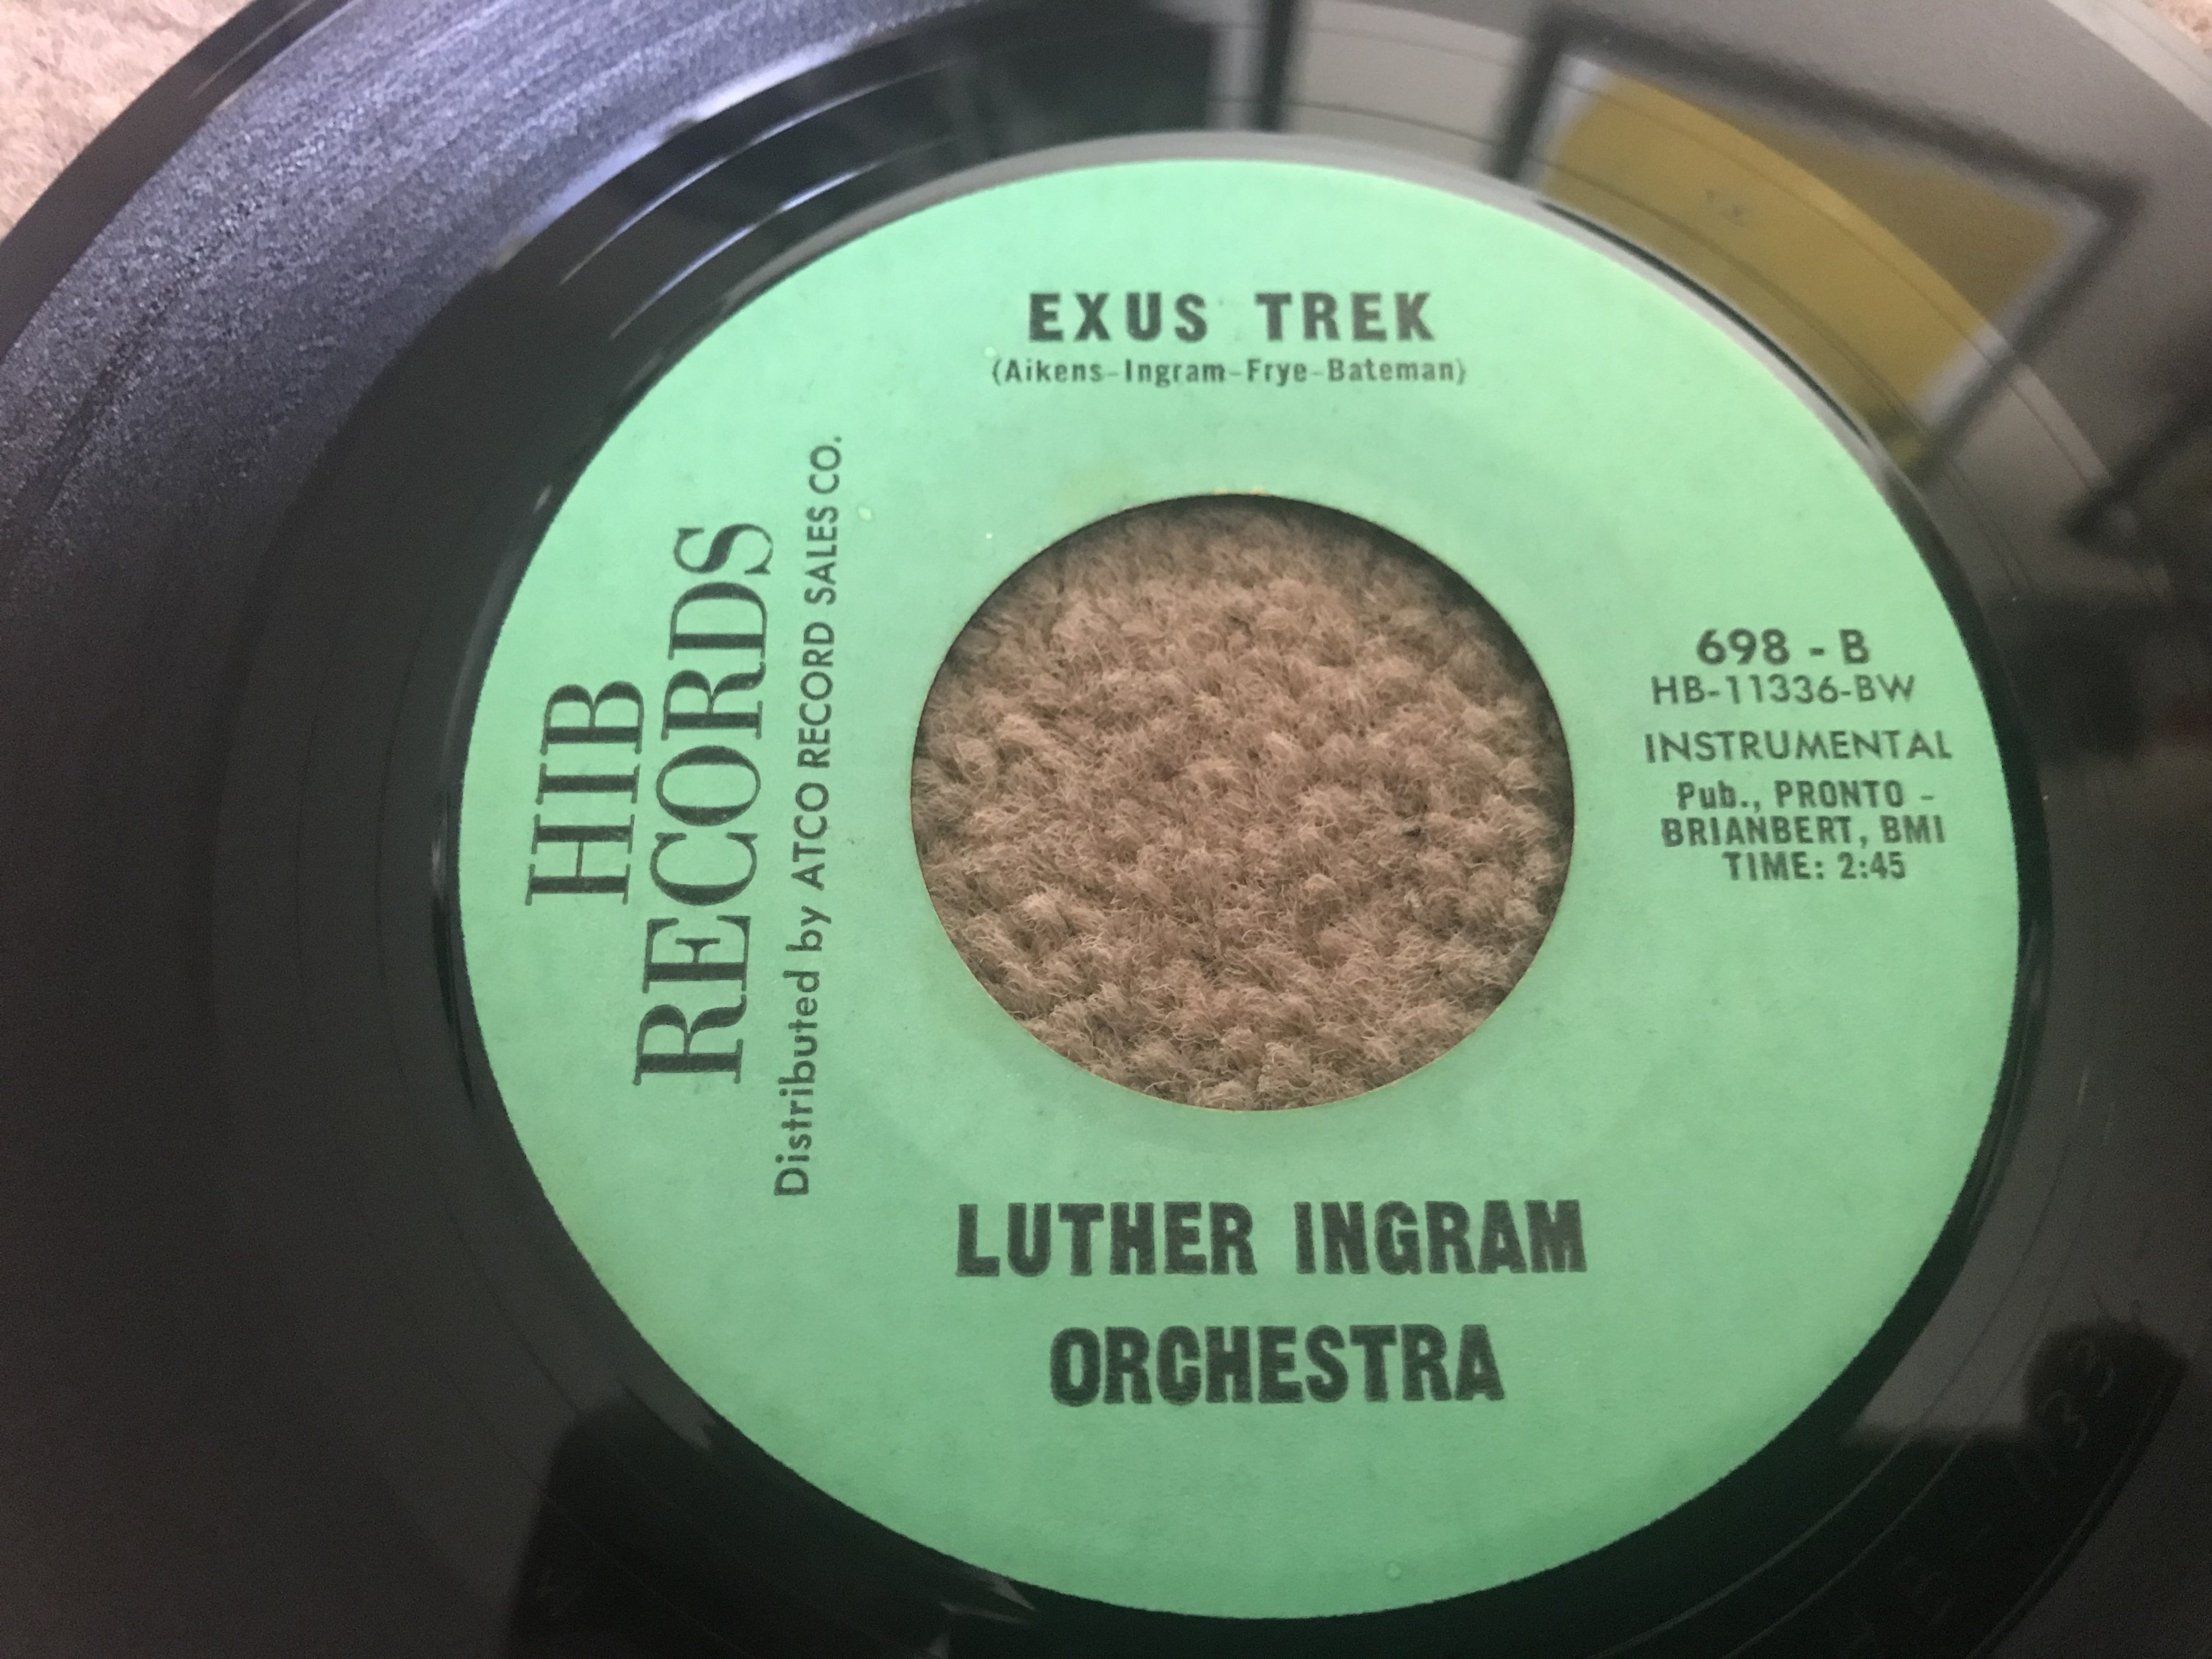 EXUS TREK
(Aikens-Ingram-Frye-Bateman)
HIB
RECORDS
Distributed by ATCO RECORD SALES CO.
698 - B
HB-11336-BW
INSTRUMENTAL
Pub., PRONTO -
BRIANBERT, BMI
TIME: 2:45
LUTHER INGRAM
ORCHESTRA